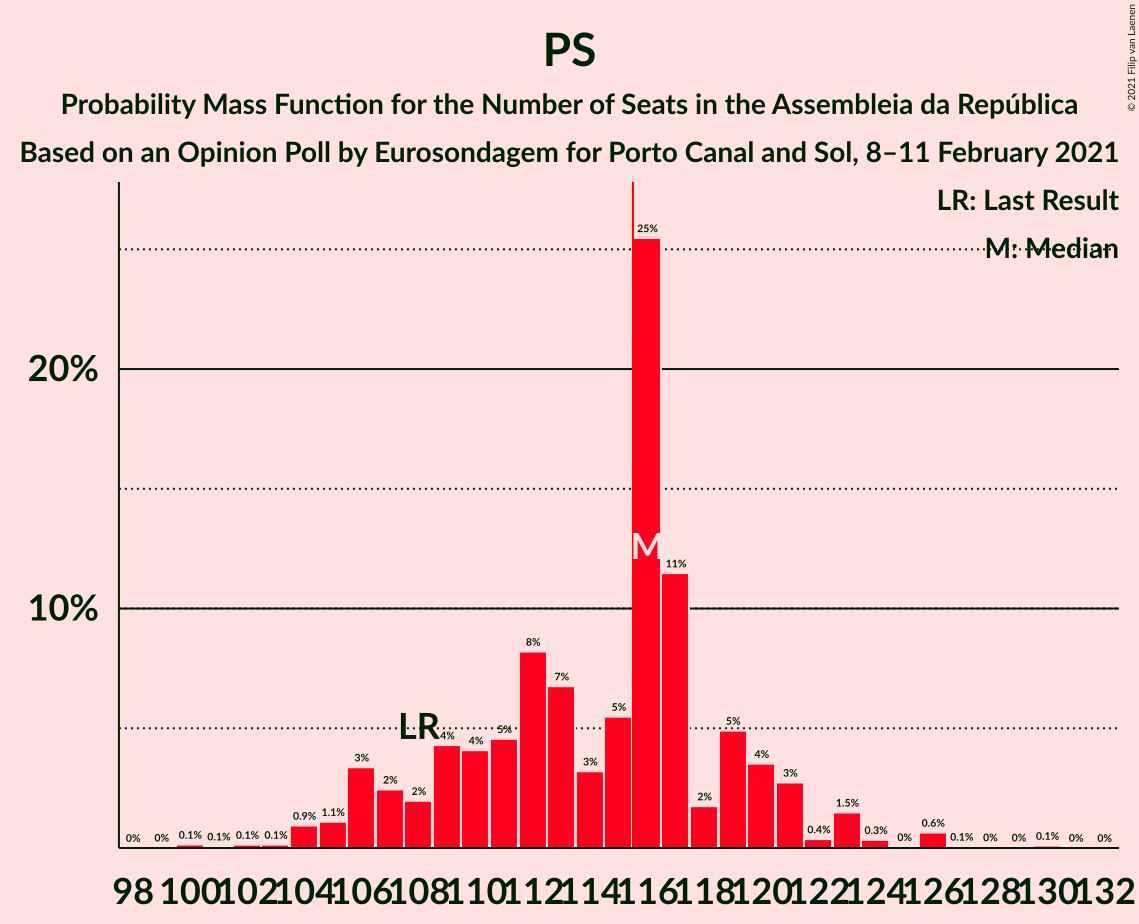 PS
Probability Mass Function for the Number of Seats in the Assembleia da República
Based on an Opinion Poll by Eurosondagem for Porto Canal and Sol, 8–11 February 2021
© 2021 Filip van Laenen
LR: Last Result
M: Median
20%
10%
0% 0% 0.1% 0.1% 0.1% 0.1% 0.9% 1.1% 3% 2% 2% 4% 4% 5% 8% 7% 3% 5% 25% 11% 2% 5% 4% 3% 0.4% 1.5% 0.3% 0% 0.6% 0.1% 0% 0% 0.1% 0% 0%
LR
M
98 100 102 104 106 108 110 112 114 116 118 120 122 124 126 128 130 132